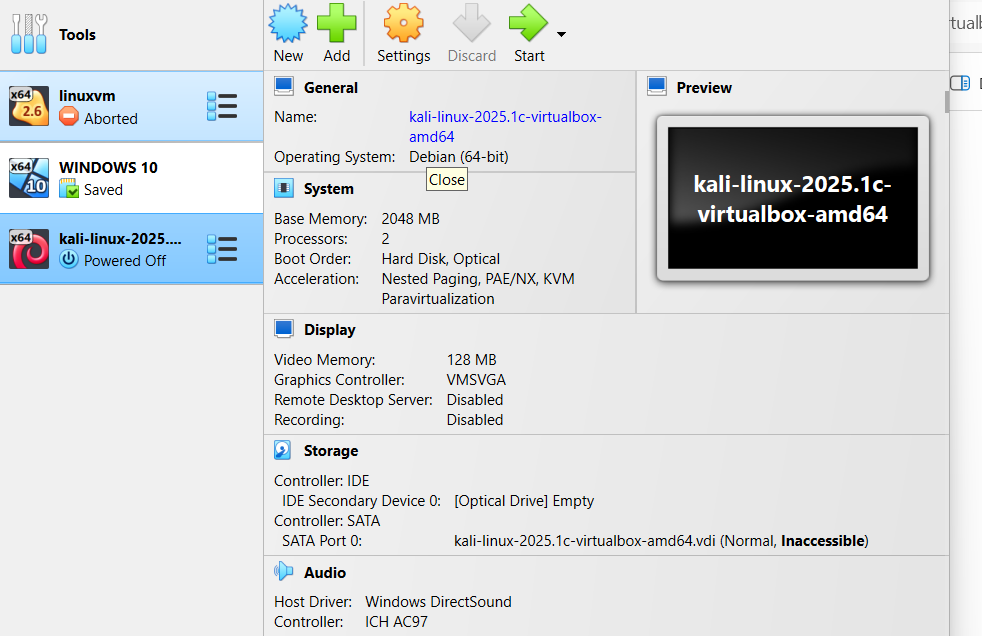 Tools
New Add Settings Discard Start
x64 2.6 linuxvm
Aborted
x64 10 WINDOWS 10
Saved
x64 kali-linux-2025....
Powered Off
General
Name: kali-linux-2025.1c-virtualbox-
amd64
Operating System: Debian (64-bit)
Close
System
Base Memory: 2048 MB
Processors: 2
Boot Order: Hard Disk, Optical
Acceleration: Nested Paging, PAE/NX, KVM
Paravirtualization
Preview
kali-linux-2025.1c-
virtualbox-amd64
Display
Video Memory: 128 MB
Graphics Controller: VMSVGA
Remote Desktop Server: Disabled
Recording: Disabled
Storage
Controller: IDE
IDE Secondary Device 0: [Optical Drive] Empty
Controller: SATA
SATA Port 0: kali-linux-2025.1c-virtualbox-amd64.vdi (Normal, Inaccessible)
Audio
Host Driver: Windows DirectSound
Controller: ICH AC97